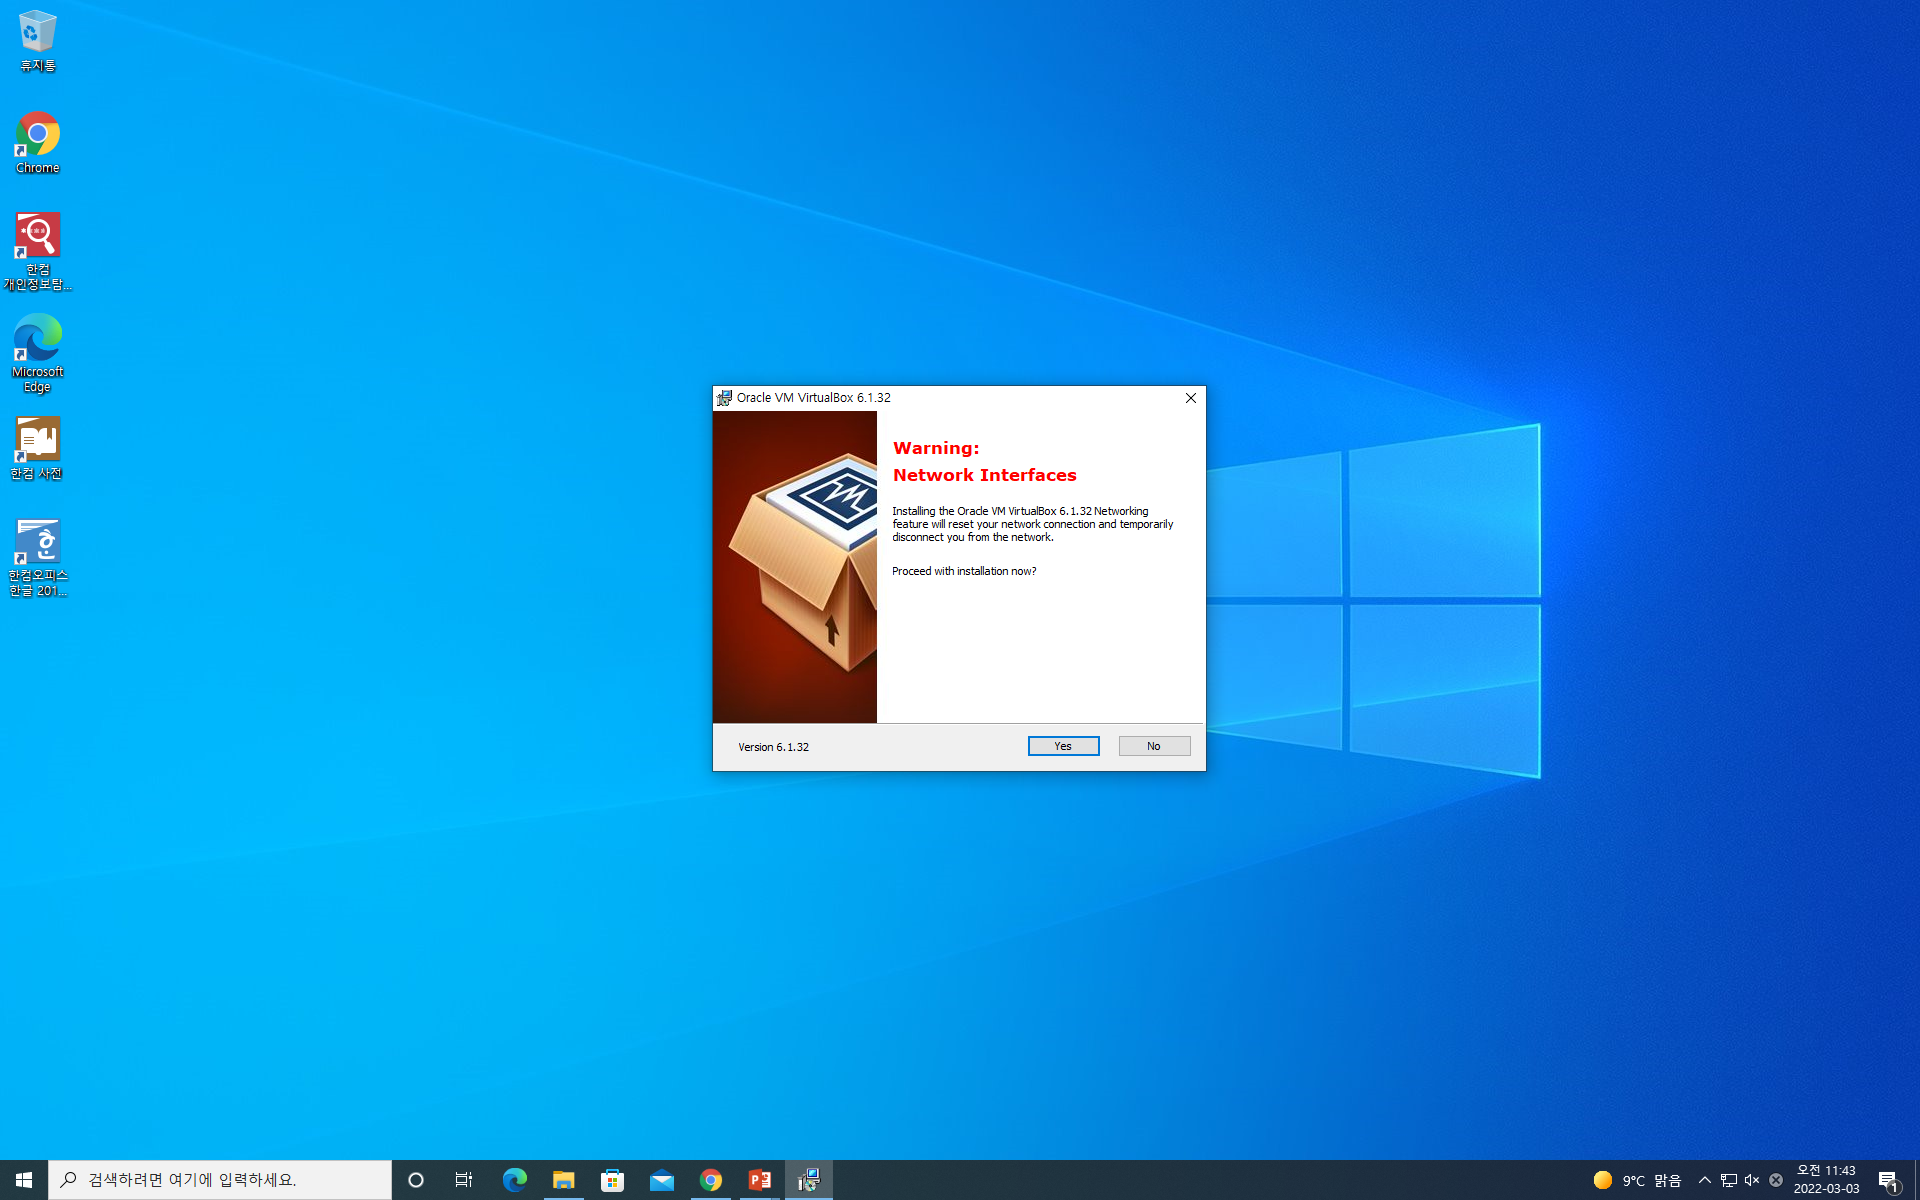 휴지통
Chrome
한컴
개인정보탐...
Microsoft
Edge
한컴 사전
한컴오피스
한글 201...
Oracle VM VirtualBox 6.1.32
Warning:
Network Interfaces
Installing the Oracle VM VirtualBox 6.1.32 Networking
feature will reset your network connection and temporarily
disconnect you from the network.
Proceed with installation now?
Version 6.1.32
Yes
No
검색하려면 여기에 입력하세요.
9°C 맑음
오전 11:43
2022-03-03
1